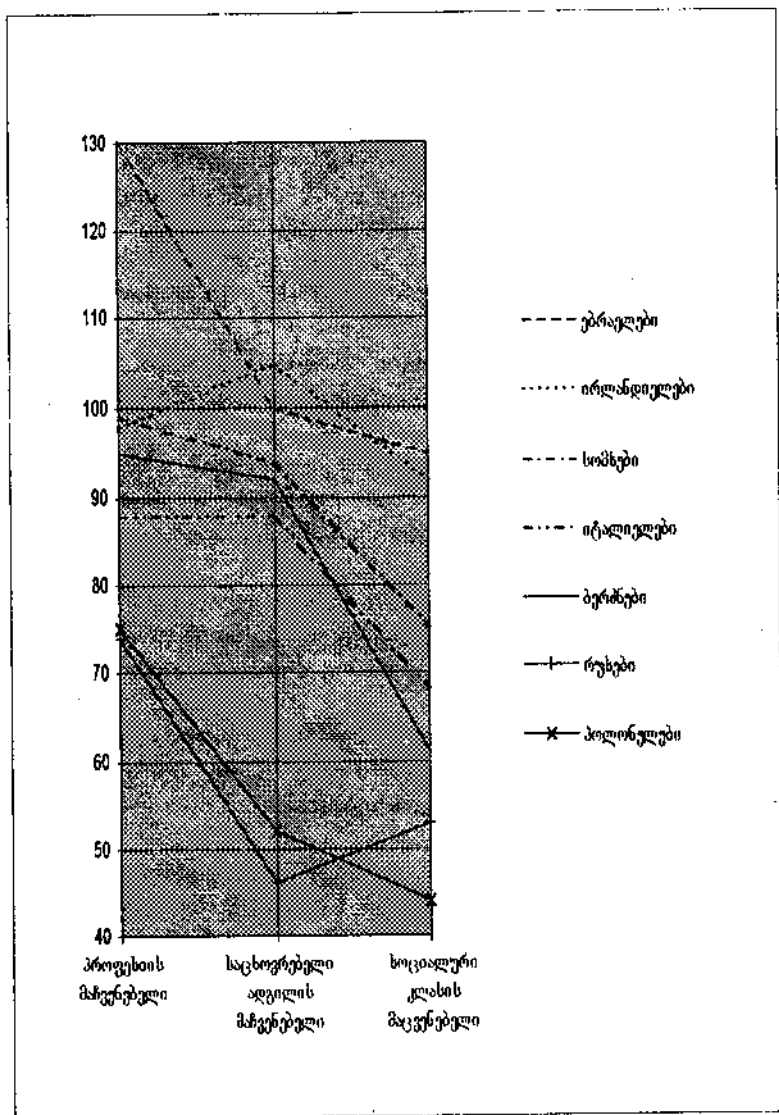 130
120
110
100
90
80
70
60
50
40
პროფესიის
მაჩვენებელი
საცხოვრებელი
ადგილის
მაჩვენებელი
სოციალური
კლასის
მაცვენებელი
ებრაელები
ირლანდიელები
სომხები
იტალიელები
ბერძნები
რუსები
პოლონელები